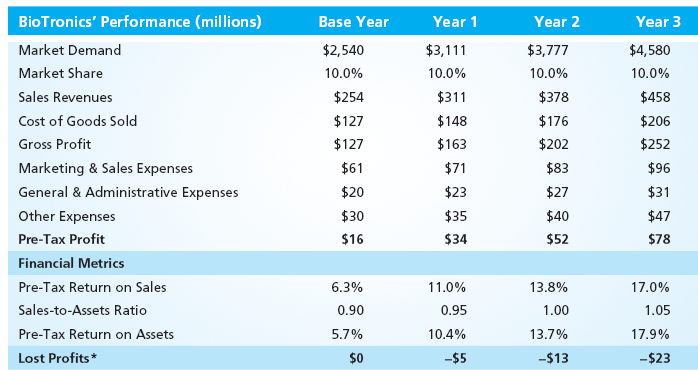 BioTronics’ Performance (millions) Base Year Year 1 Year 2 Year 3
Market Demand $2,540 $3,111 $3,777 $4,580
Market Share 10.0% 10.0% 10.0% 10.0%
Sales Revenues $254 $311 $378 $458
Cost of Goods Sold $127 $148 $176 $206
Gross Profit $127 $163 $202 $252
Marketing & Sales Expenses $61 $71 $83 $96
General & Administrative Expenses $20 $23 $27 $31
Other Expenses $30 $35 $40 $47
Pre-Tax Profit $16 $34 $52 $78
Financial Metrics
Pre-Tax Return on Sales 6.3% 11.0% 13.8% 17.0%
Sales-to-Assets Ratio 0.90 0.95 1.00 1.05
Pre-Tax Return on Assets 5.7% 10.4% 13.7% 17.9%
Lost Profits* $0 –$5 –$13 –$23